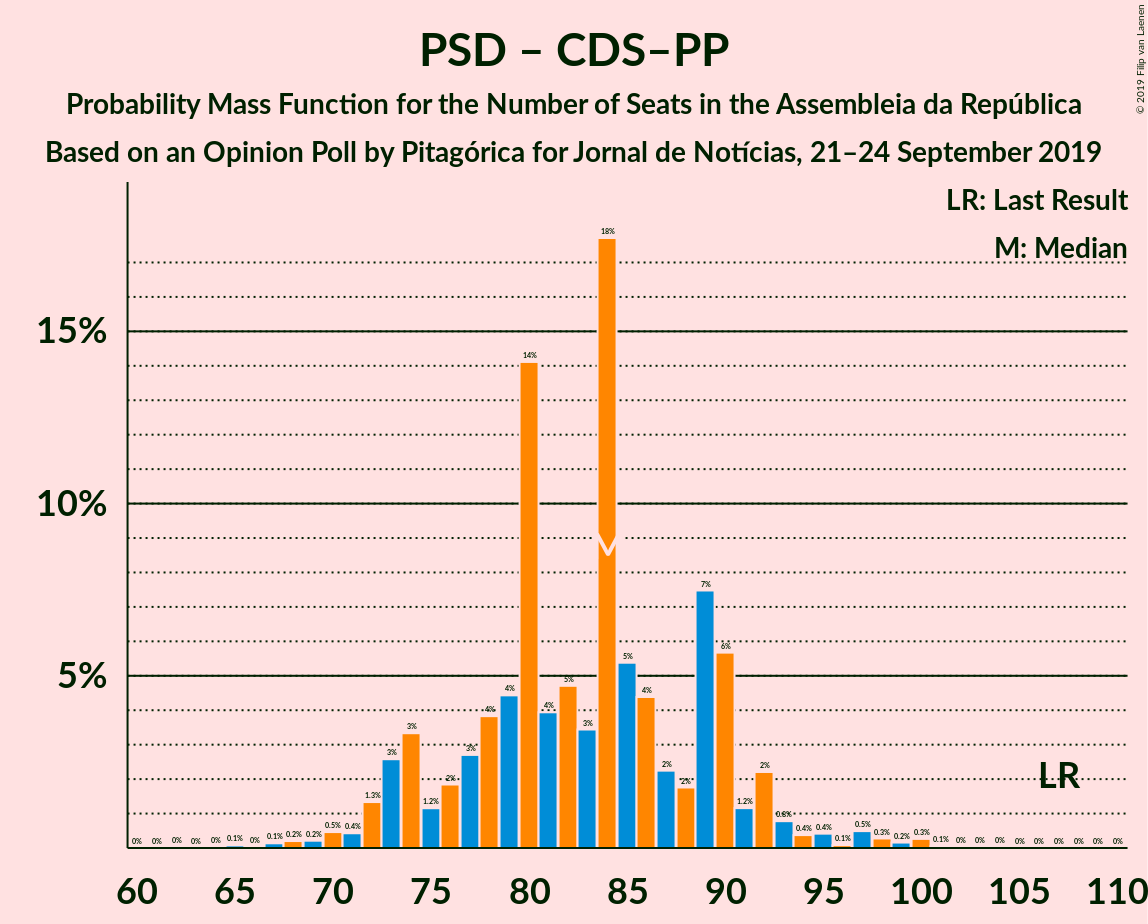 PSD – CDS–PP
Probability Mass Function for the Number of Seats in the Assembleia da República
Based on an Opinion Poll by Pitagórica for Jornal de Notícias, 21–24 September 2019
© 2019 Filip van Laenen
LR: Last Result
M: Median
15%
10%
5%
0% 0% 0% 0% 0% 0.1% 0% 0.1% 0.2% 0.2% 0.5% 0.4% 1.3% 3% 3% 1.2% 2% 3% 4% 4% 14% 4% 5% 3% 18% 5% 4% 2% 2% 7% 6% 1.2% 2% 0.8% 0.4% 0.4% 0.1% 0.5% 0.3% 0.2% 0.3% 0.1% 0% 0% 0% 0% 0% 0% 0% 0% 0%
M
LR
60 65 70 75 80 85 90 95 100 105 110